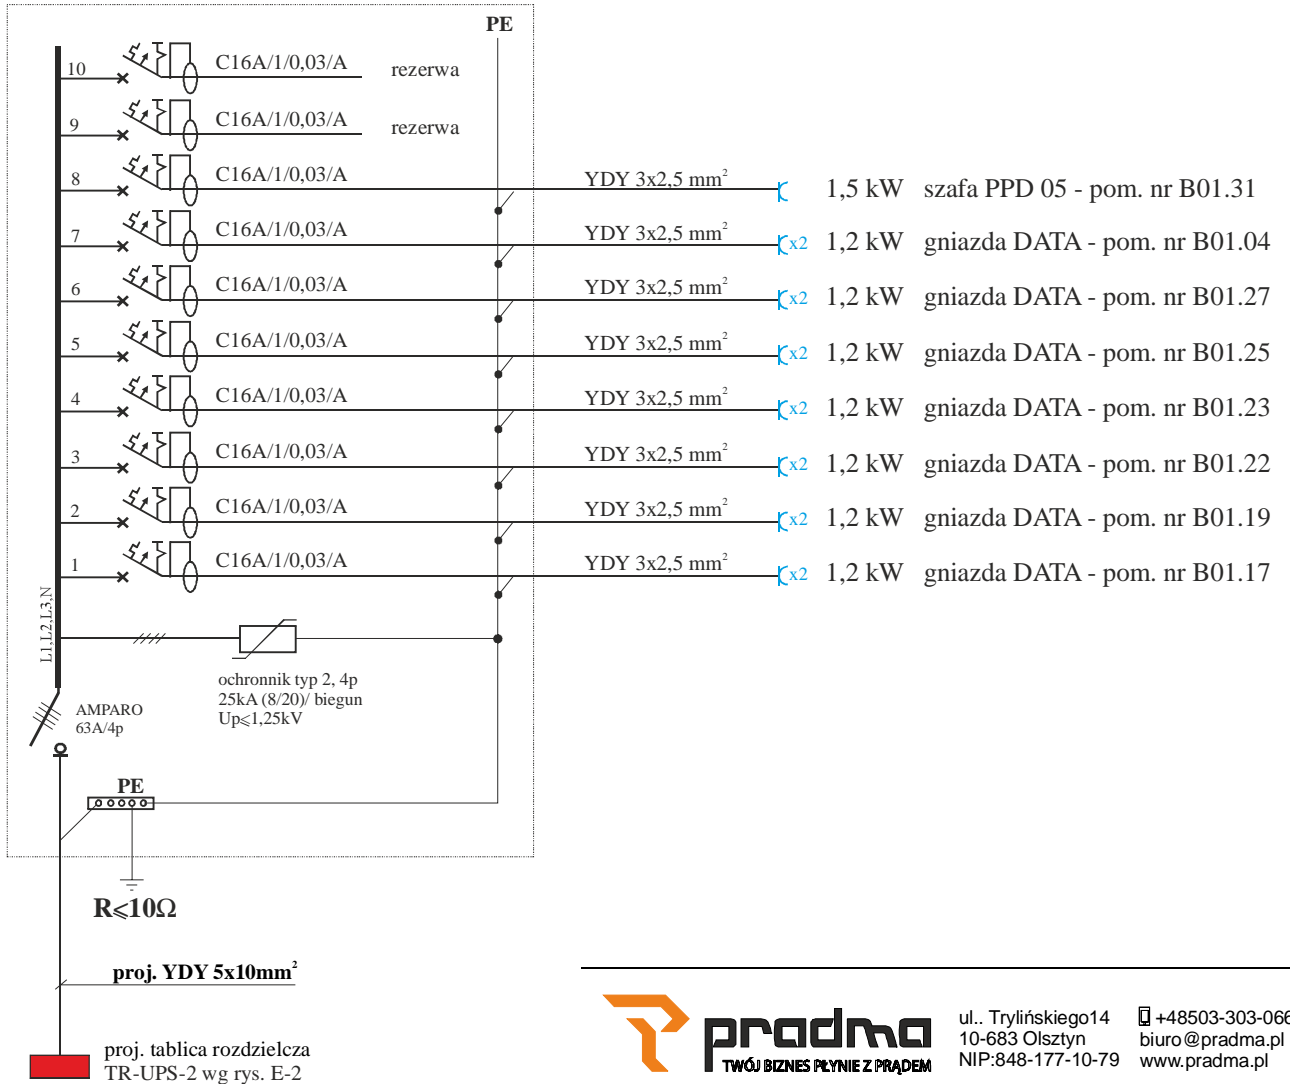 PE
10 C16A/1/0,03/A rezerwa
9 C16A/1/0,03/A rezerwa
8 C16A/1/0,03/A YDY 3x2,5 mm² 1,5 kW szafa PPD 05 - pom. nr B01.31
7 C16A/1/0,03/A YDY 3x2,5 mm² x2 1,2 kW gniazda DATA - pom. nr B01.04
6 C16A/1/0,03/A YDY 3x2,5 mm² x2 1,2 kW gniazda DATA - pom. nr B01.27
5 C16A/1/0,03/A YDY 3x2,5 mm² x2 1,2 kW gniazda DATA - pom. nr B01.25
4 C16A/1/0,03/A YDY 3x2,5 mm² x2 1,2 kW gniazda DATA - pom. nr B01.23
3 C16A/1/0,03/A YDY 3x2,5 mm² x2 1,2 kW gniazda DATA - pom. nr B01.22
2 C16A/1/0,03/A YDY 3x2,5 mm² x2 1,2 kW gniazda DATA - pom. nr B01.19
1 C16A/1/0,03/A YDY 3x2,5 mm² x2 1,2 kW gniazda DATA - pom. nr B01.17
L1,L2,L3,N
ochronnik typ 2, 4p
25kA (8/20)/ biegun
Up⩽1,25kV
AMPARO
63A/4p
PE
R⩽10Ω
proj. YDY 5x10mm²
proj. tablica rozdzielcza
TR-UPS-2 wg rys. E-2
pradma
TWÓJ BIZNES PŁYNIE Z PRĄDEM
ul.. Trylińskiego14
10-683 Olsztyn
NIP:848-177-10-79
+48503-303-066
biuro@pradma.pl
www.pradma.pl